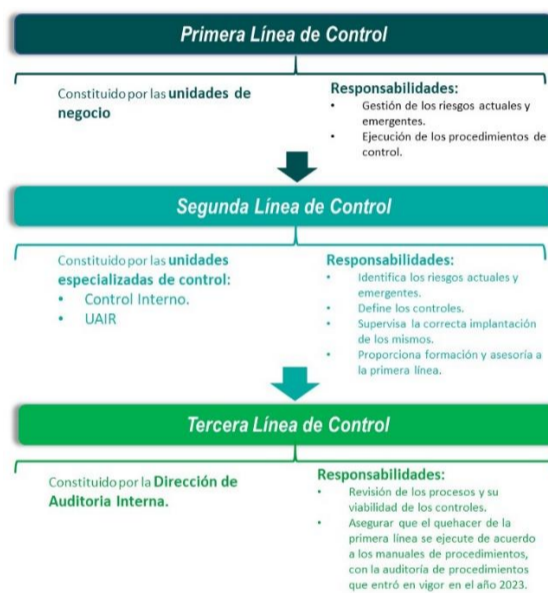 Primera Línea de Control
Constituido por las unidades de
negocio
Responsabilidades:
• Gestión de los riesgos actuales y
emergentes.
• Ejecución de los procedimientos de
control.
Segunda Línea de Control
Constituido por las unidades
especializadas de control:
• Control Interno.
• UAIR
Responsabilidades:
• Identifica los riesgos actuales y
emergentes.
• Define los controles.
• Supervisa la correcta implantación
de los mismos.
• Proporciona formación y asesoría a
la primera línea.
Tercera Línea de Control
Constituido por la Dirección de
Auditoria Interna.
Responsabilidades:
• Revisión de los procesos y su
viabilidad de los controles.
• Asegurar que el quehacer de la
primera línea se ejecute de acuerdo
a los manuales de procedimientos,
con la auditoría de procedimientos
que entró en vigor en el año 2023.